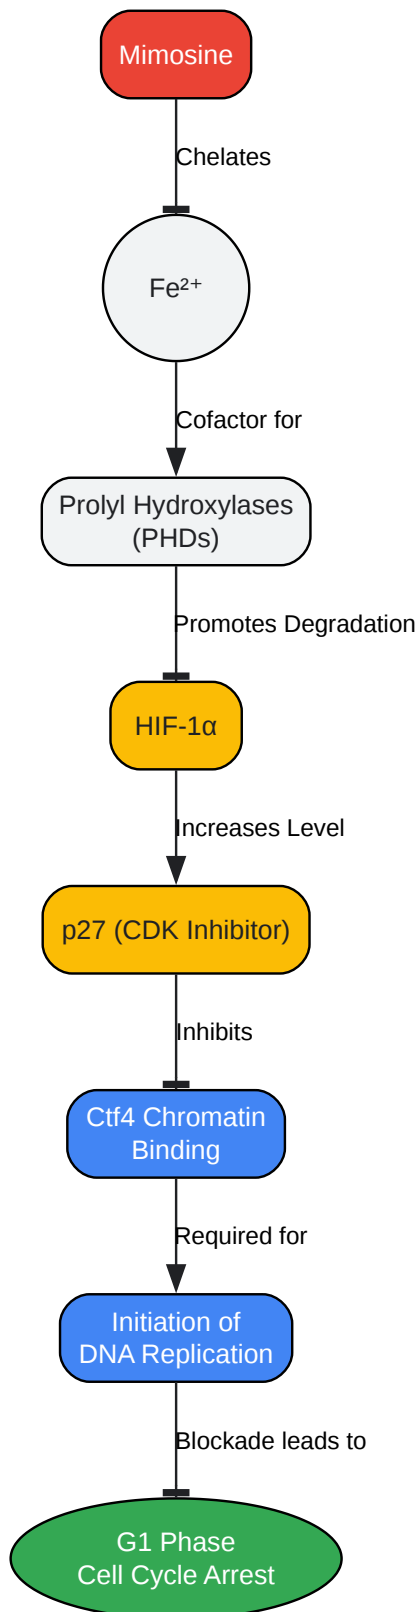 Mimosine
Chelates
Fe²⁺
Cofactor for
Prolyl Hydroxylases
(PHDs)
Promotes Degradation
HIF-1α
Increases Level
p27 (CDK Inhibitor)
Inhibits
Ctf4 Chromatin
Binding
Required for
Initiation of
DNA Replication
Blockade leads to
G1 Phase
Cell Cycle Arrest